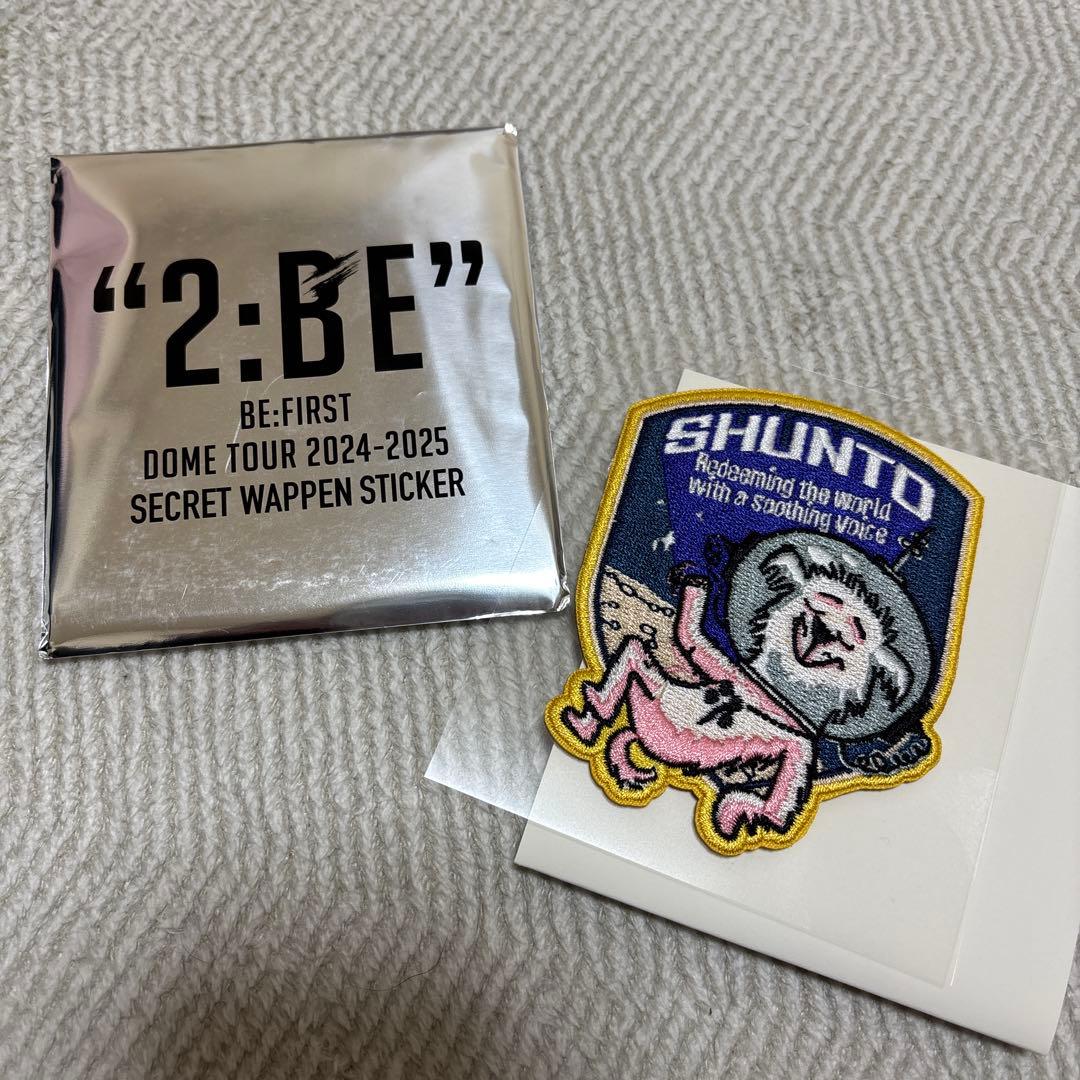 “2:BE”
BE:FIRST
DOME TOUR 2024-2025
SECRET WAPPEN STICKER
SHUNTO
Redeeming the world
with a soothing voice